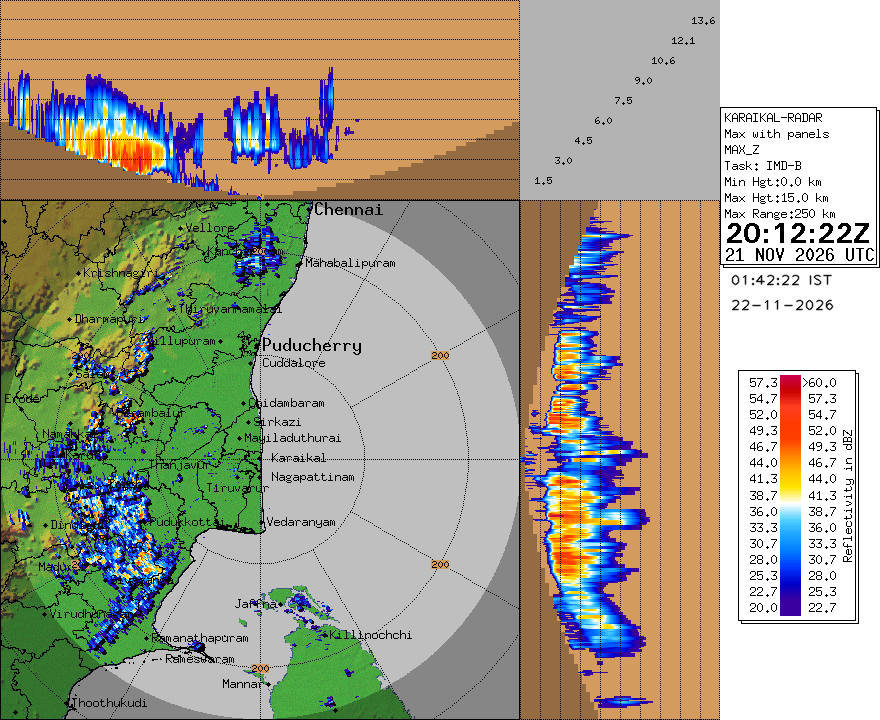 13.6
12.1
10.6
9.0
7.5
6.0
4.5
3.0
1.5
KARAIKAL-RADAR
Max with panels
MAX_Z
Task: IMD-B
Min Hgt:0.0 km
Max Hgt:15.0 km
Max Range:250 km
20:12:22Z
21 NOV 2026 UTC
01:42:22 IST
22-11-2026
57.3 >60.0
54.7 57.3
52.0 54.7
49.3 52.0
46.7 49.3
44.0 46.7
41.3 44.0
38.7 41.3
36.0 38.7
33.3 36.0
30.7 33.3
28.0 30.7
25.3 28.0
22.7 25.3
20.0 22.7
Reflectivity in dBZ
Chennai
Vellore
Mahabalipuram
Krishnagiri
Thiruvannamalai
Dharmapuri
Puducherry
200
Cuddalore
Erode
Chidambaram
Sirkazi
Mayiladuthurai
Karaikal
Thanjavur
Nagapattinam
Tiruvarur
Pudukkottai
Vedaranyam
200
Jaffna
Killinochchi
Ramanathapuram
Rameswaram
200
Mannar
Thoothukudi